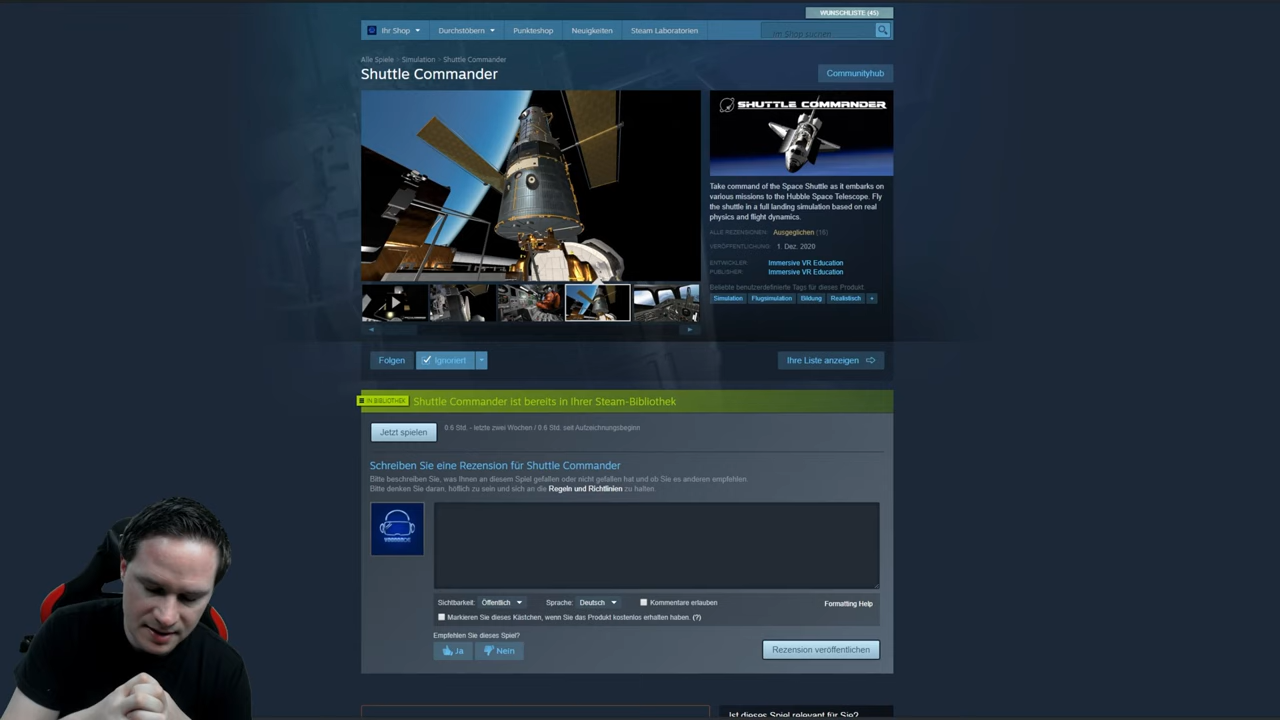 WUNSCHLISTE (45)
Ihr Shop
Durchstöbern
Punkteshop
Neuigkeiten
Steam Laboratorien
Im Shop suchen
Alle Spiele > Simulation > Shuttle Commander
Shuttle Commander
Communityhub
SHUTTLE COMMANDER
Take command of the Space Shuttle as it embarks on
various missions to the Hubble Space Telescope. Fly
the shuttle in a full landing simulation based on real
physics and flight dynamics.
ALLE REZENSIONEN: Ausgeglichen (16)
VERÖFFENTLICHUNG: 1. Dez. 2020
ENTWICKLER: Immersive VR Education
PUBLISHER: Immersive VR Education
Beliebte benutzerdefinierte Tags für dieses Produkt:
Simulation Flugsimulation Bildung Realistisch +
Folgen
Ignoriert
Ihre Liste anzeigen
IN BIBLIOTHEK
Shuttle Commander ist bereits in Ihrer Steam-Bibliothek
Jetzt spielen
0.6 Std. - letzte zwei Wochen / 0.6 Std. seit Aufzeichnungsbeginn
Schreiben Sie eine Rezension für Shuttle Commander
Bitte beschreiben Sie, was Ihnen an diesem Spiel gefallen oder nicht gefallen hat und ob Sie es anderen empfehlen.
Bitte denken Sie daran, höflich zu sein und sich an die Regeln und Richtlinien zu halten.
Sichtbarkeit: Öffentlich
Sprache: Deutsch
Kommentare erlauben
Formatting Help
Markieren Sie dieses Kästchen, wenn Sie das Produkt kostenlos erhalten haben. (?)
Empfehlen Sie dieses Spiel?
Ja
Nein
Rezension veröffentlichen
Ist dieses Spiel relevant für Sie?